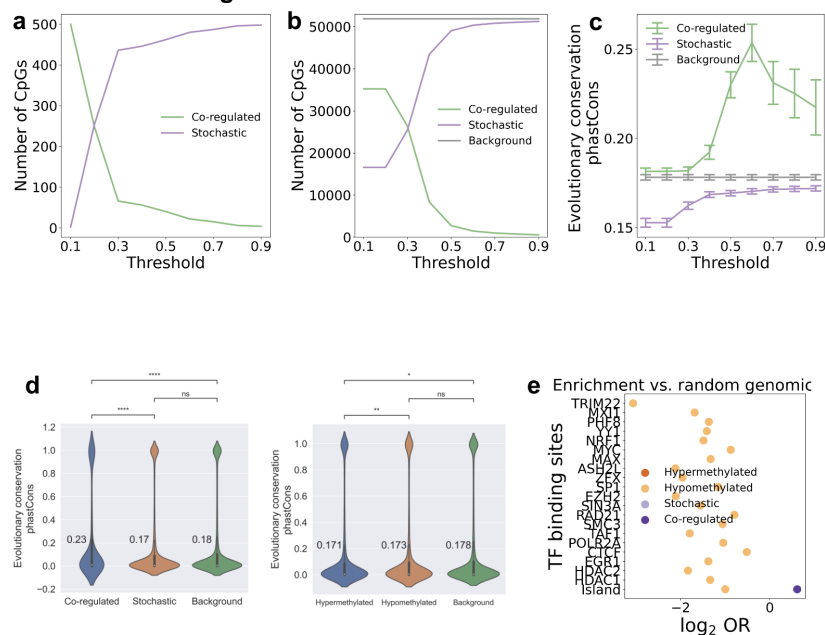 a
500
400
300
200
100
0
Number of CpGs
Co-regulated
Stochastic
0.1
0.3
0.5
0.7
0.9
Threshold
b
50000
40000
30000
20000
10000
0
Number of CpGs
Co-regulated
Stochastic
Background
0.1
0.3
0.5
0.7
0.9
Threshold
c
0.25
0.20
0.15
Evolutionary conservation
phastCons
Co-regulated
Stochastic
Background
0.1
0.3
0.5
0.7
0.9
Threshold
d
****
ns
****
1.2
1.0
0.8
0.6
0.4
0.2
0.0
−0.2
Evolutionary conservation
phastCons
0.23
0.17
0.18
Co-regulated
Stochastic
Background
*
ns
**
1.0
0.8
0.6
0.4
0.2
0.0
Evolutionary conservation
phastCons
0.171
0.173
0.178
Hypermethylated
Hypomethylated
Background
e
Enrichment vs. random genomic
TF binding sites
TRIM22
MXI1
PHF8
YY1
NRF1
MYC
MAX
ASH2L
ZFX
SP1
EZH2
SIN3A
RAD21
SMC3
TAF1
POLR2A
CTCF
EGR1
HDAC2
HDAC1
Island
Hypermethylated
Hypomethylated
Stochastic
Co-regulated
−2
0
log2 OR